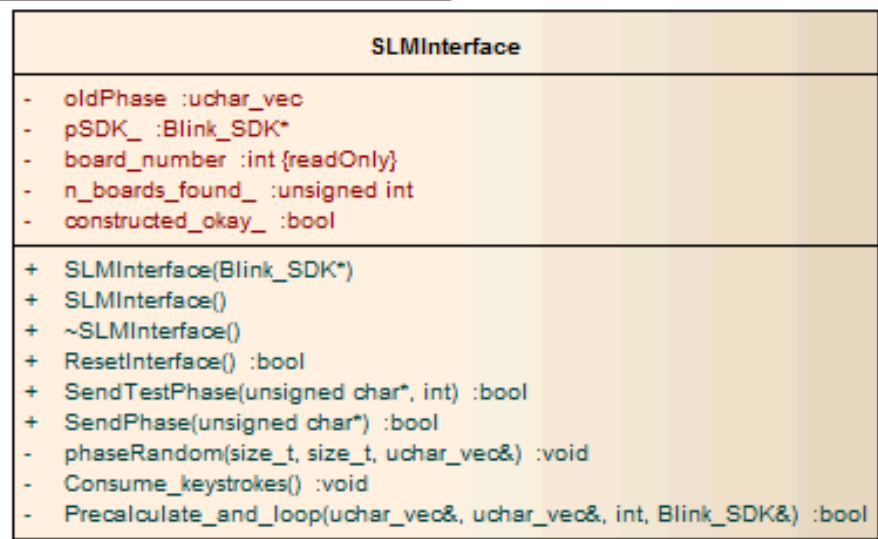 SLMInterface
- oldPhase :uchar_vec
- pSDK_ :Blink_SDK*
- board_number :int {readOnly}
- n_boards_found_ :unsigned int
- constructed_okay_ :bool
+ SLMInterface(Blink_SDK*)
+ SLMInterface()
+ ~SLMInterface()
+ ResetInterface() :bool
+ SendTestPhase(unsigned char*, int) :bool
+ SendPhase(unsigned char*) :bool
- phaseRandom(size_t, size_t, uchar_vec&) :void
- Consume_keystrokes() :void
- Precalculate_and_loop(uchar_vec&, uchar_vec&, int, Blink_SDK&) :bool